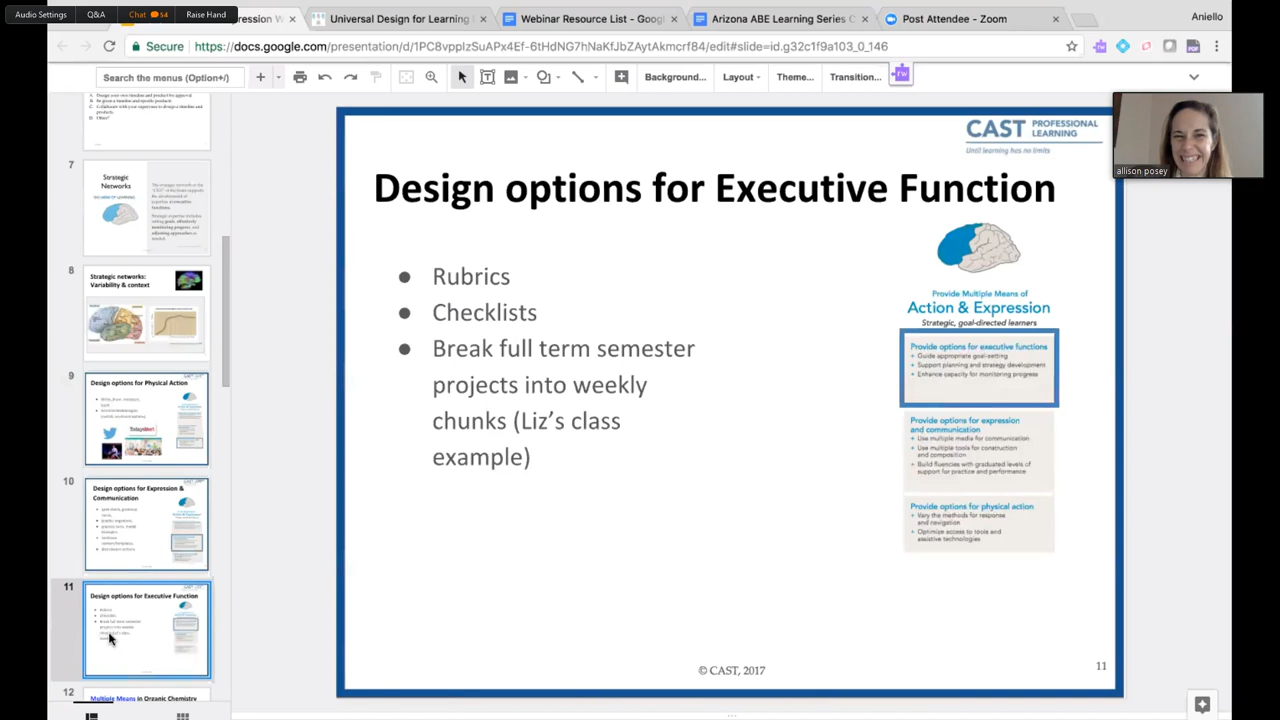 Audio Settings
Q&A
Chat 54
Raise Hand
ression W
Universal Design for Learning
Web / Resource List - Goog
Arizona ABE Learning Series C
Post Attendee - Zoom
Aniello
Secure
https://docs.google.com/presentation/d/1PC8vppIzSuAPx4Ef-6tHdNG7hNaKfJbZAytAkmcrf84/edit#slide=id.g32c1f9a103_0_146
Search the menus (Option+/)
Background...
Layout
Theme...
Transition...
allison posey
7
Strategic
Networks
8
Strategic networks:
Variability & context
9
Design options for Physical Action
10
Design options for Expression &
Communication
11
Design options for Executive Function
12
Multiple Means in Organic Chemistry
CAST PROFESSIONAL
LEARNING
Until learning has no limits
Design options for Executive Function
● Rubrics
● Checklists
● Break full term semester
projects into weekly
chunks (Liz's class
example)
Provide Multiple Means of
Action & Expression
Strategic, goal-directed learners
Provide options for executive functions
+ Guide appropriate goal-setting
+ Support planning and strategy development
+ Enhance capacity for monitoring progress
Provide options for expression
and communication
+ Use multiple media for communication
+ Use multiple tools for construction
and composition
+ Build fluencies with graduated levels of
support for practice and performance
Provide options for physical action
+ Vary the methods for response
and navigation
+ Optimize access to tools and
assistive technologies
© CAST, 2017
11